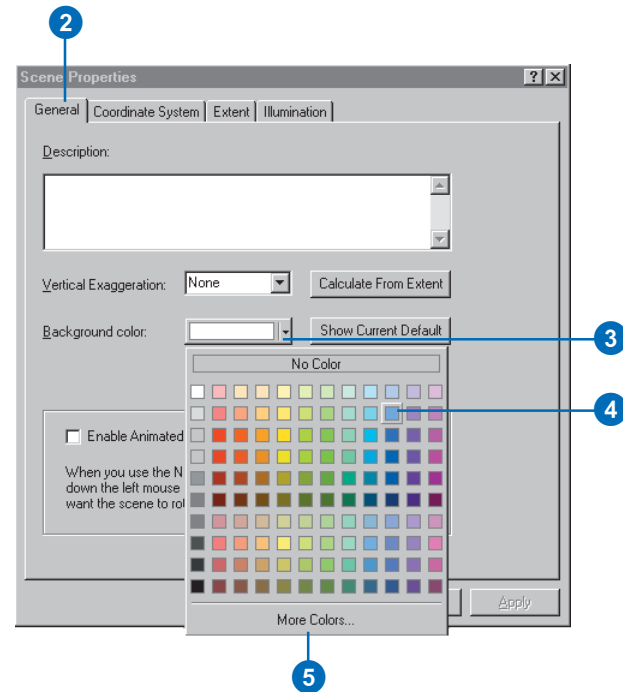 2
Scene Properties
General Coordinate System Extent Illumination
Description:
Vertical Exaggeration: None Calculate From Extent
Background color: Show Current Default
3
No Color
4
Enable Animated
When you use the N
down the left mouse
want the scene to rol
More Colors...
Apply
5